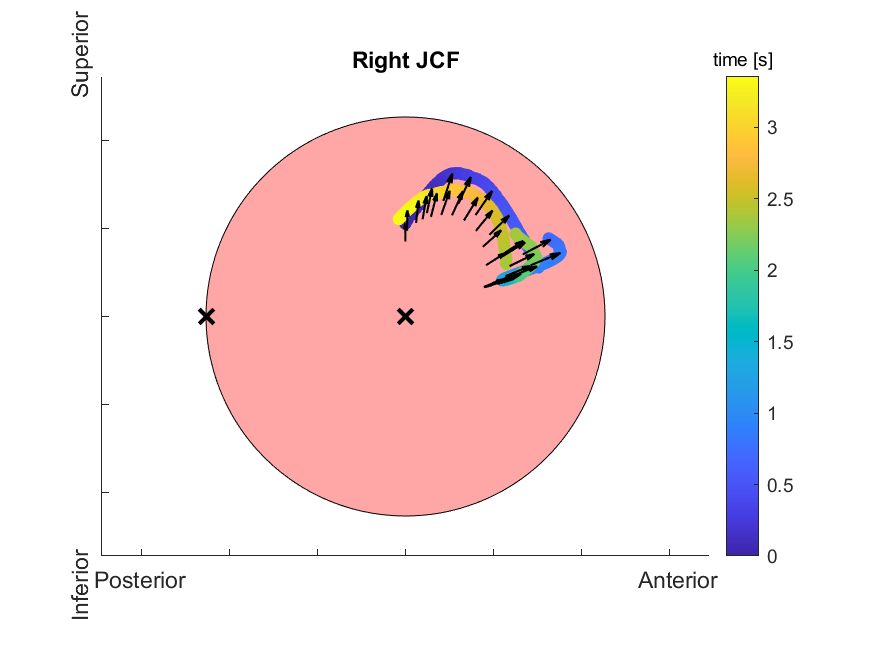 Right JCF
time [s]
Superior
3
2.5
2
1.5
1
0.5
0
Inferior
Posterior
Anterior